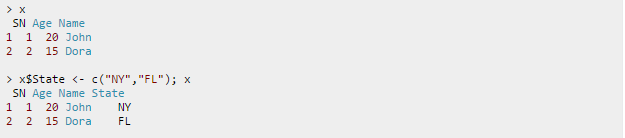 > x
  SN Age Name
1  1  20 John
2  2  15 Dora
> x$State <- c("NY","FL"); x
  SN Age Name State
1  1  20 John    NY
2  2  15 Dora    FL